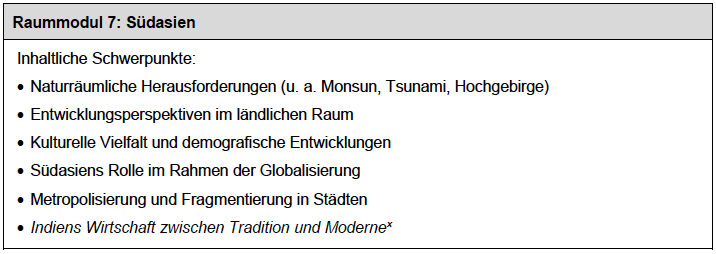 Raummodul 7: Südasien
Inhaltliche Schwerpunkte:
• Naturräumliche Herausforderungen (u. a. Monsun, Tsunami, Hochgebirge)
• Entwicklungsperspektiven im ländlichen Raum
• Kulturelle Vielfalt und demografische Entwicklungen
• Südasiens Rolle im Rahmen der Globalisierung
• Metropolisierung und Fragmentierung in Städten
• Indiens Wirtschaft zwischen Tradition und Moderneˣ